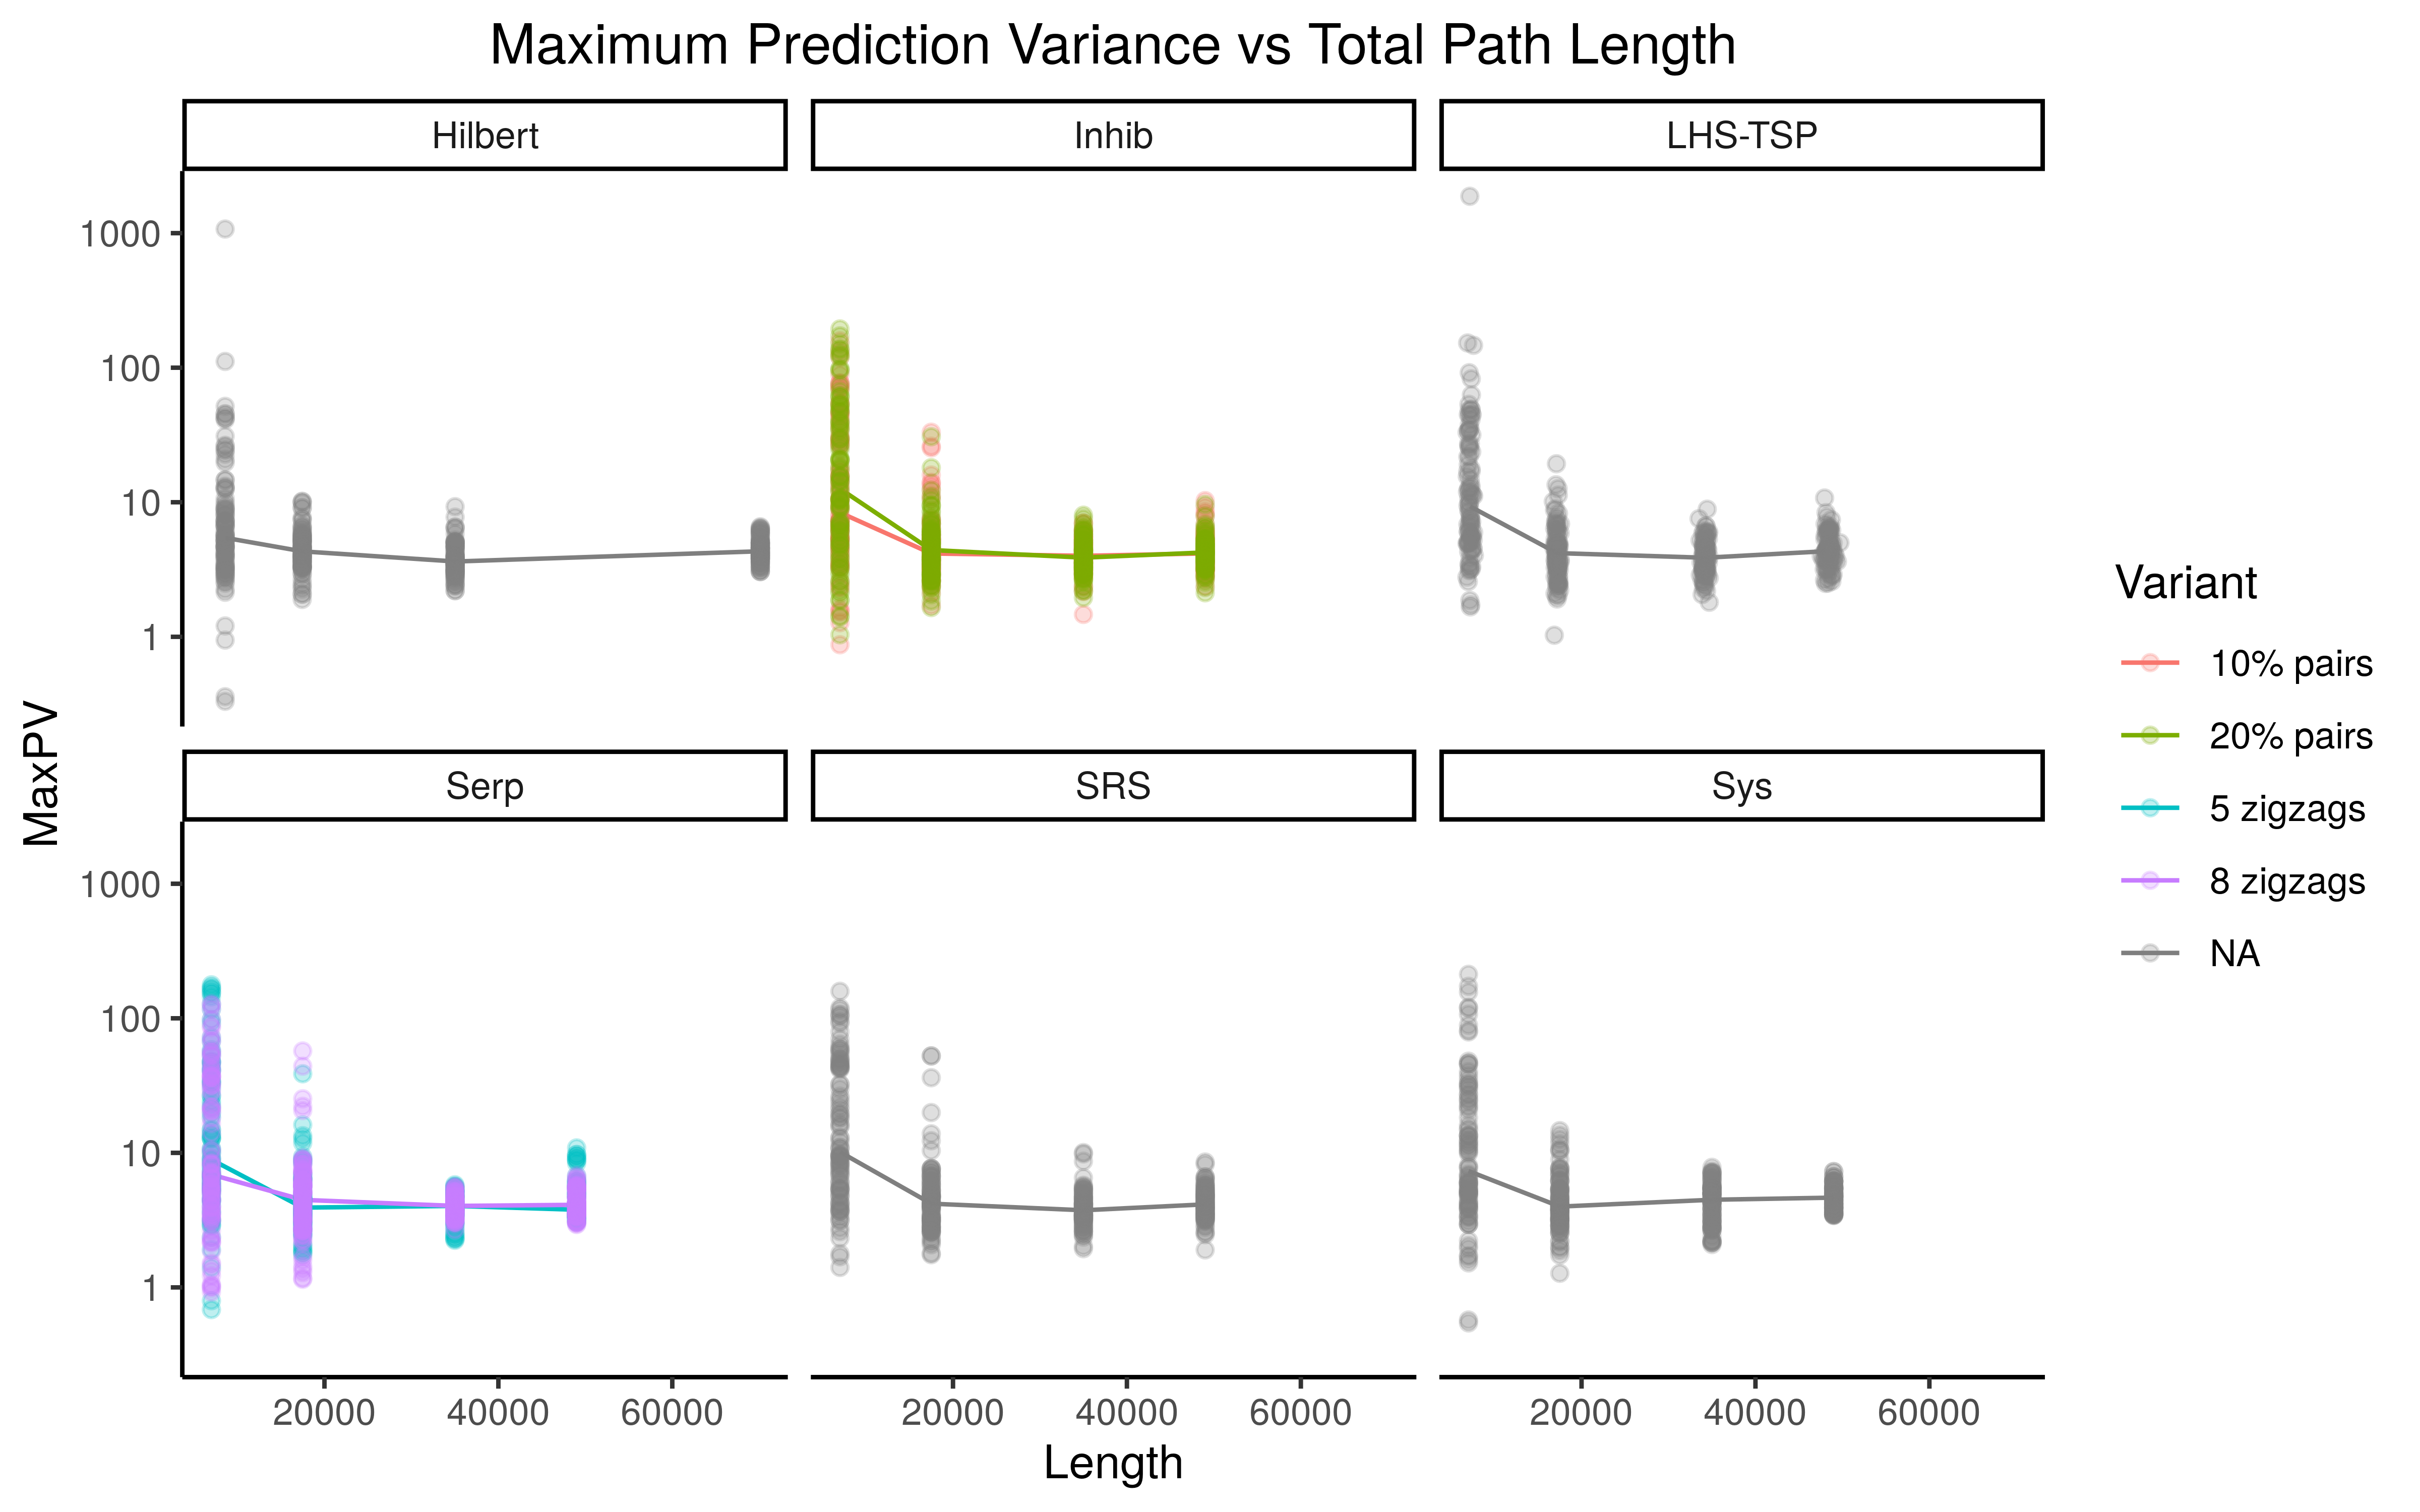 Maximum Prediction Variance vs Total Path Length
Hilbert
Inhib
LHS-TSP
1000
100
10
1
Serp
SRS
Sys
1000
100
10
1
20000 40000 60000
20000 40000 60000
20000 40000 60000
Length
MaxPV
Variant
10% pairs
20% pairs
5 zigzags
8 zigzags
NA